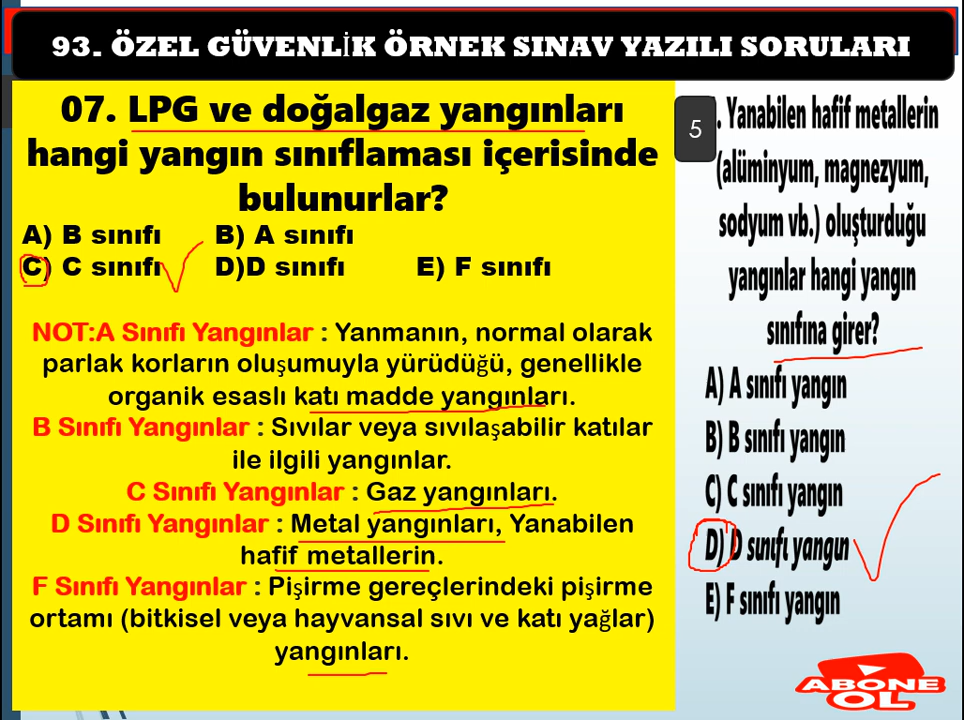 93. ÖZEL GÜVENLİK ÖRNEK SINAV YAZILI SORULARI
07. LPG ve doğalgaz yangınları
hangi yangın sınıflaması içerisinde
bulunurlar?
A) B sınıfı B) A sınıfı
C) C sınıfı D)D sınıfı E) F sınıfı
NOT:A Sınıfı Yangınlar : Yanmanın, normal olarak
parlak korların oluşumuyla yürüdüğü, genellikle
organik esaslı katı madde yangınları.
B Sınıfı Yangınlar : Sıvılar veya sıvılaşabilir katılar
ile ilgili yangınlar.
C Sınıfı Yangınlar : Gaz yangınları.
D Sınıfı Yangınlar : Metal yangınları, Yanabilen
hafif metallerin.
F Sınıfı Yangınlar : Pişirme gereçlerindeki pişirme
ortamı (bitkisel veya hayvansal sıvı ve katı yağlar)
yangınları.
5 . Yanabilen hafif metallerin
(alüminyum, magnezyum,
sodyum vb.) oluşturduğu
yangınlar hangi yangın
sınıfına girer?
A) A sınıfı yangın
B) B sınıfı yangın
C) C sınıfı yangın
D) D sınıfı yangın
E) F sınıfı yangın
ABONE
OL